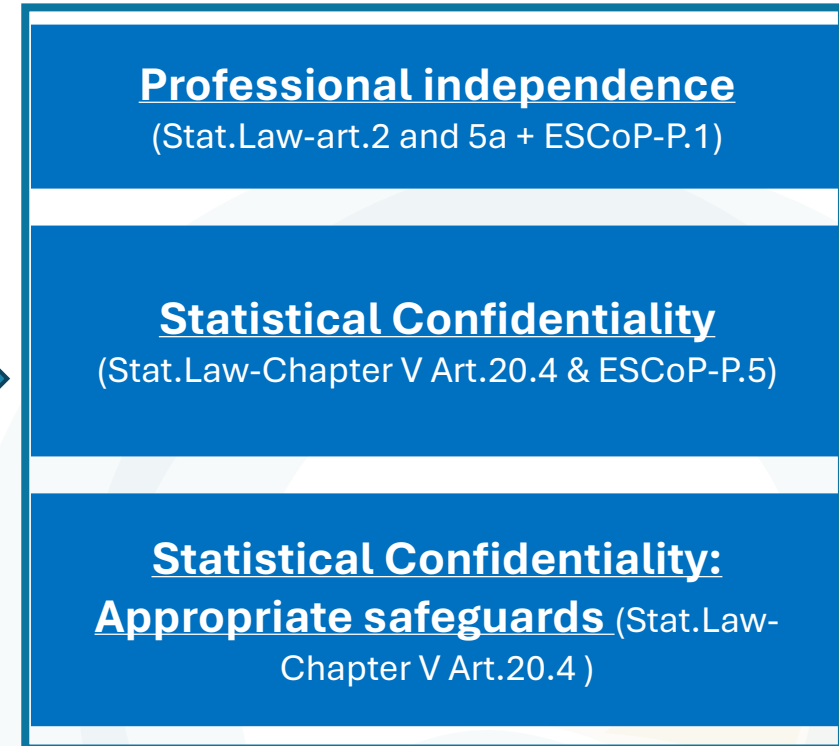 Professional independence
(Stat.Law-art.2 and 5a + ESCoP-P.1)
Statistical Confidentiality
(Stat.Law-Chapter V Art.20.4 & ESCoP-P.5)
Statistical Confidentiality:
Appropriate safeguards (Stat.Law-
Chapter V Art.20.4 )